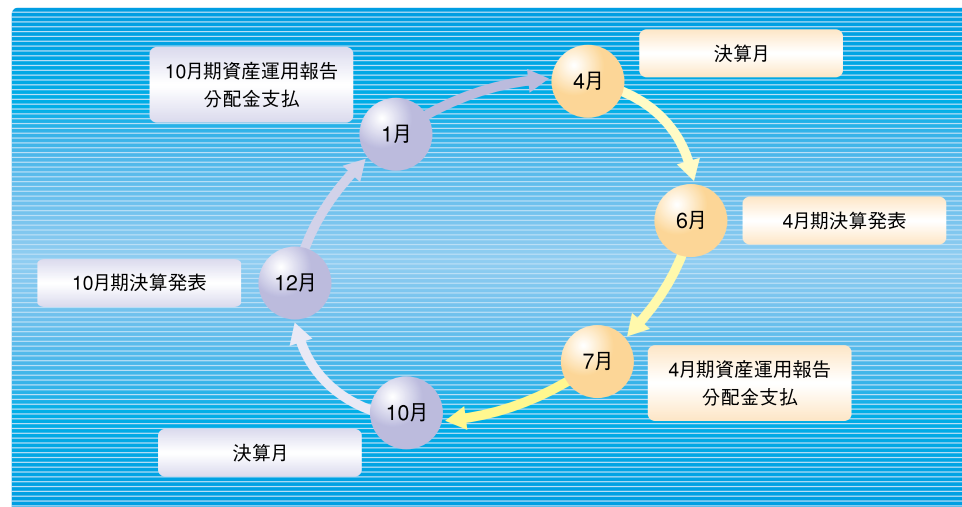 4月
決算月
6月
4月期決算発表
7月
4月期資産運用報告
分配金支払
10月
決算月
12月
10月期決算発表
1月
10月期資産運用報告
分配金支払